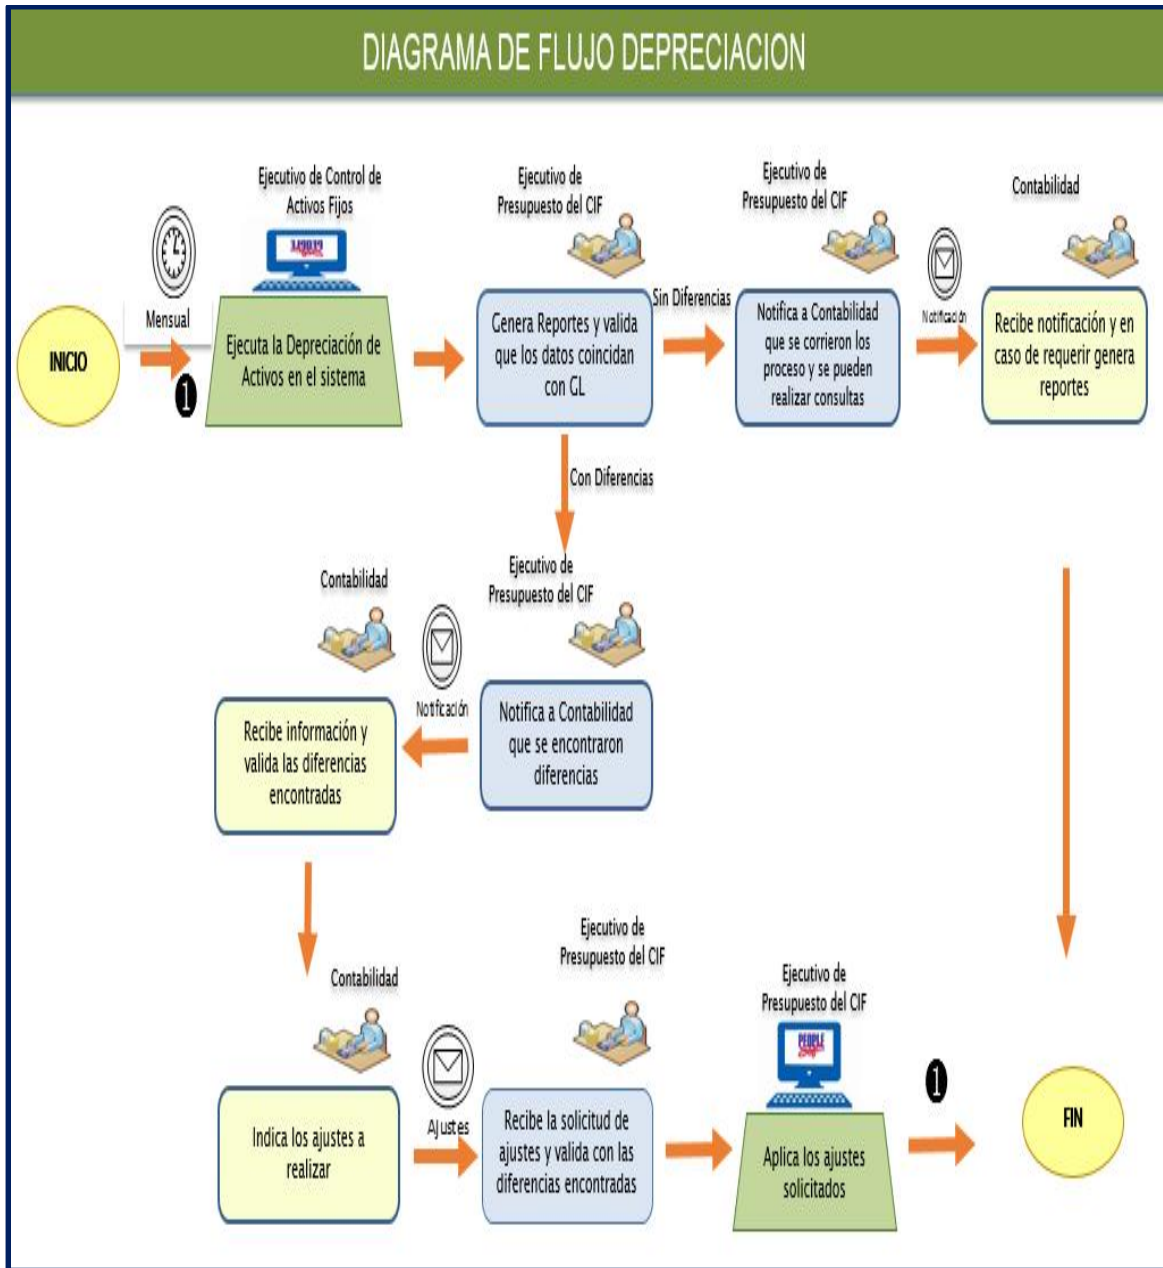 DIAGRAMA DE FLUJO DEPRECIACION
INICIO
Mensual
1
Ejecutivo de Control de
Activos Fijos
Ejecuta la Depreciación de
Activos en el sistema
Ejecutivo de
Presupuesto del CIF
Genera Reportes y valida
que los datos coincidan
con GL
Sin Diferencias
Ejecutivo de
Presupuesto del CIF
Notifica a Contabilidad
que se corrieron los
proceso y se pueden
realizar consultas
Notificación
Contabilidad
Recibe notificación y en
caso de requerir genera
reportes
Con Diferencias
Ejecutivo de
Presupuesto del CIF
Notifica a Contabilidad
que se encontraron
diferencias
Notificación
Contabilidad
Recibe información y
valida las diferencias
encontradas
Contabilidad
Indica los ajustes a
realizar
AJustes
Ejecutivo de
Presupuesto del CIF
Recibe la solicitud de
ajustes y valida con las
diferencias encontradas
Ejecutivo de
Presupuesto del CIF
PEOPLE
Aplica los ajustes
solicitados
1
FIN